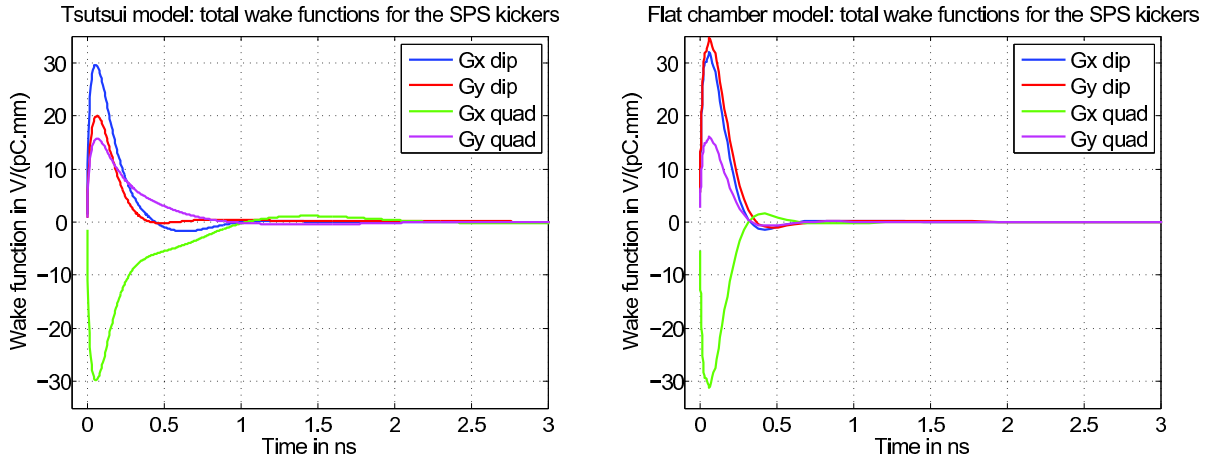 Tsutsui model: total wake functions for the SPS kickers
Wake function in V/(pC.mm)
30
20
10
0
−10
−20
−30
Gx dip
Gy dip
Gx quad
Gy quad
0 0.5 1 1.5 2 2.5 3
Time in ns
Flat chamber model: total wake functions for the SPS kickers
Wake function in V/(pC.mm)
30
20
10
0
−10
−20
−30
Gx dip
Gy dip
Gx quad
Gy quad
0 0.5 1 1.5 2 2.5 3
Time in ns